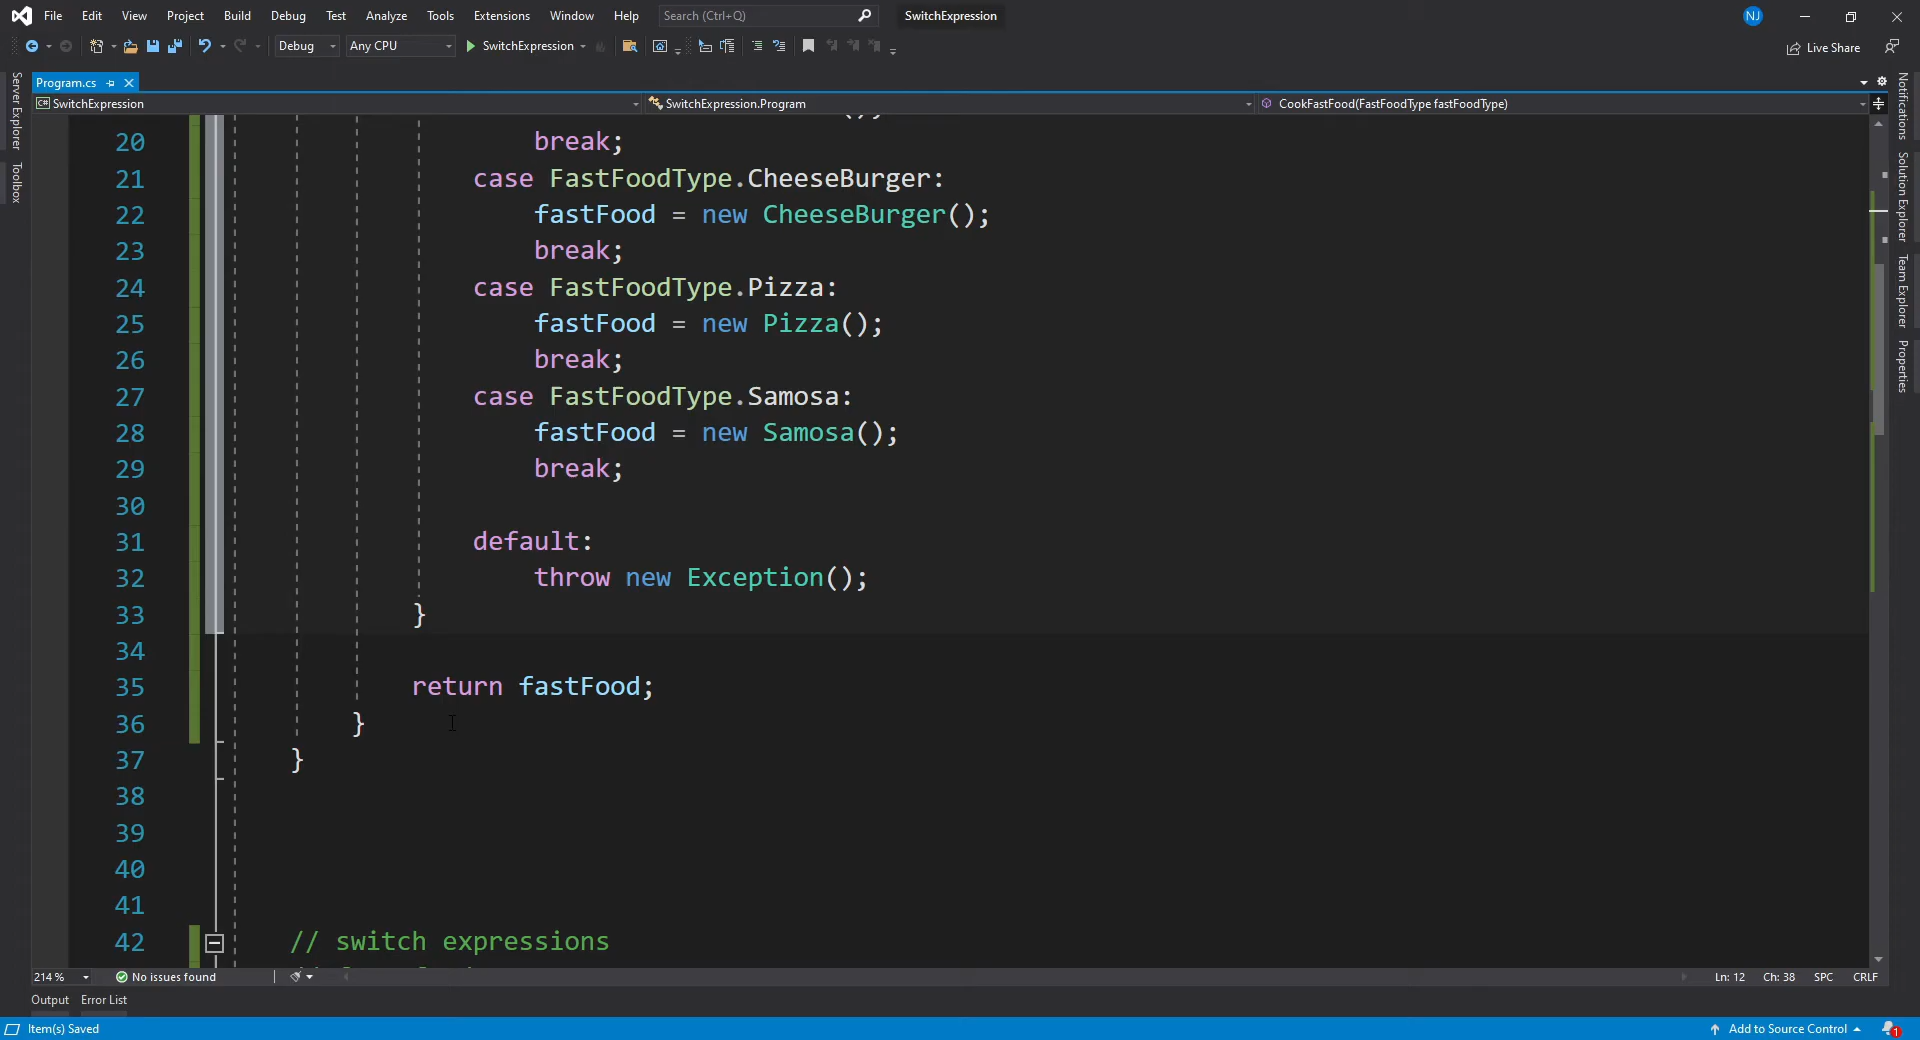 File Edit View Project Build Debug Test Analyze Tools Extensions Window Help Search (Ctrl+Q) SwitchExpression NJ
Debug Any CPU SwitchExpression Live Share
Program.cs
SwitchExpression SwitchExpression.Program CookFastFood(FastFoodType fastFoodType)
Server Explorer
Toolbox
Notifications
Solution Explorer
Team Explorer
Properties
20 break;
21 case FastFoodType.CheeseBurger:
22 fastFood = new CheeseBurger();
23 break;
24 case FastFoodType.Pizza:
25 fastFood = new Pizza();
26 break;
27 case FastFoodType.Samosa:
28 fastFood = new Samosa();
29 break;
30
31 default:
32 throw new Exception();
33 }
34
35 return fastFood;
36 }
37 }
38
39
40
41
42 // switch expressions
214 % No issues found Ln: 12 Ch: 38 SPC CRLF
Output Error List
Item(s) Saved Add to Source Control 1